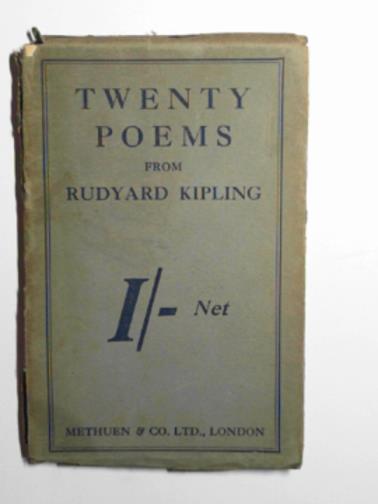 TWENTY
POEMS
FROM
RUDYARD KIPLING
1/- Net
METHUEN & CO. LTD., LONDON